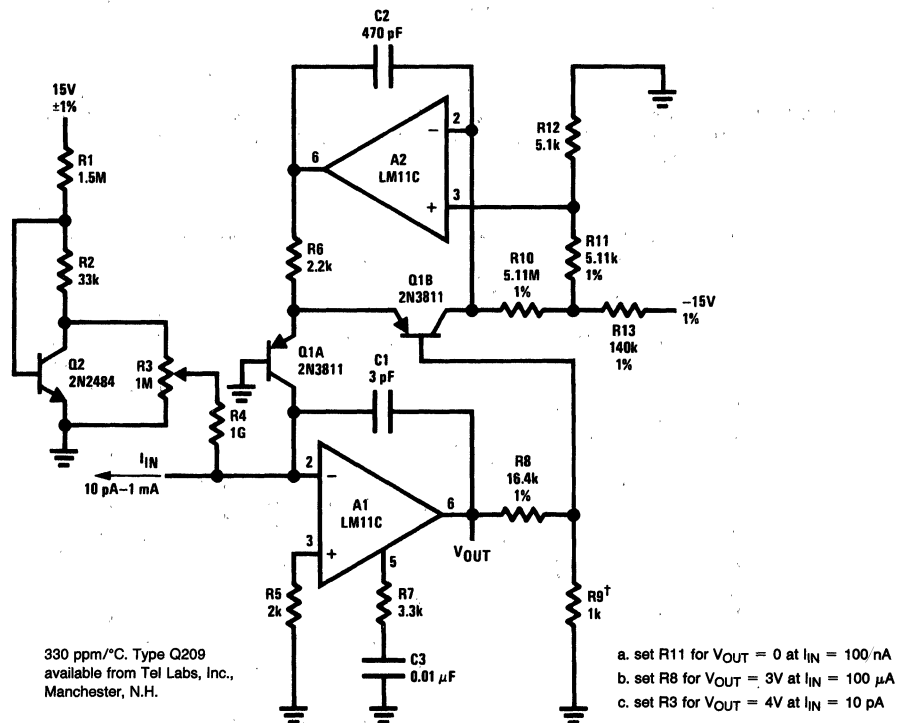 C2
470 pF
15V
±1%
R1
1.5M
R2
33k
Q2
2N2484
R3
1M
R4
1G
IIN
10 pA–1 mA
6
2
3
A2
LM11C
R12
5.1k
R6
2.2k
R11
5.11k
1%
R10
5.11M
1%
Q1B
2N3811
–15V
1%
R13
140k
1%
Q1A
2N3811
C1
3 pF
2
3
6
5
A1
LM11C
R8
16.4k
1%
VOUT
R5
2k
R7
3.3k
R9†
1k
C3
0.01 µF
330 ppm/°C. Type Q209
available from Tel Labs, Inc.,
Manchester, N.H.
a. set R11 for VOUT = 0 at IIN = 100 nA
b. set R8 for VOUT = 3V at IIN = 100 µA
c. set R3 for VOUT = 4V at IIN = 10 pA